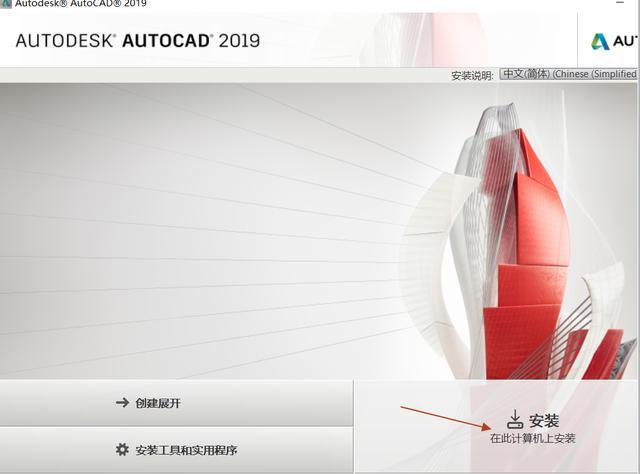 Autodesk® AutoCAD® 2019
AUTODESK® AUTOCAD® 2019
AUT
安装说明: 中文(简体) (Chinese (Simplified
创建展开
安装
在此计算机上安装
安装工具和实用程序